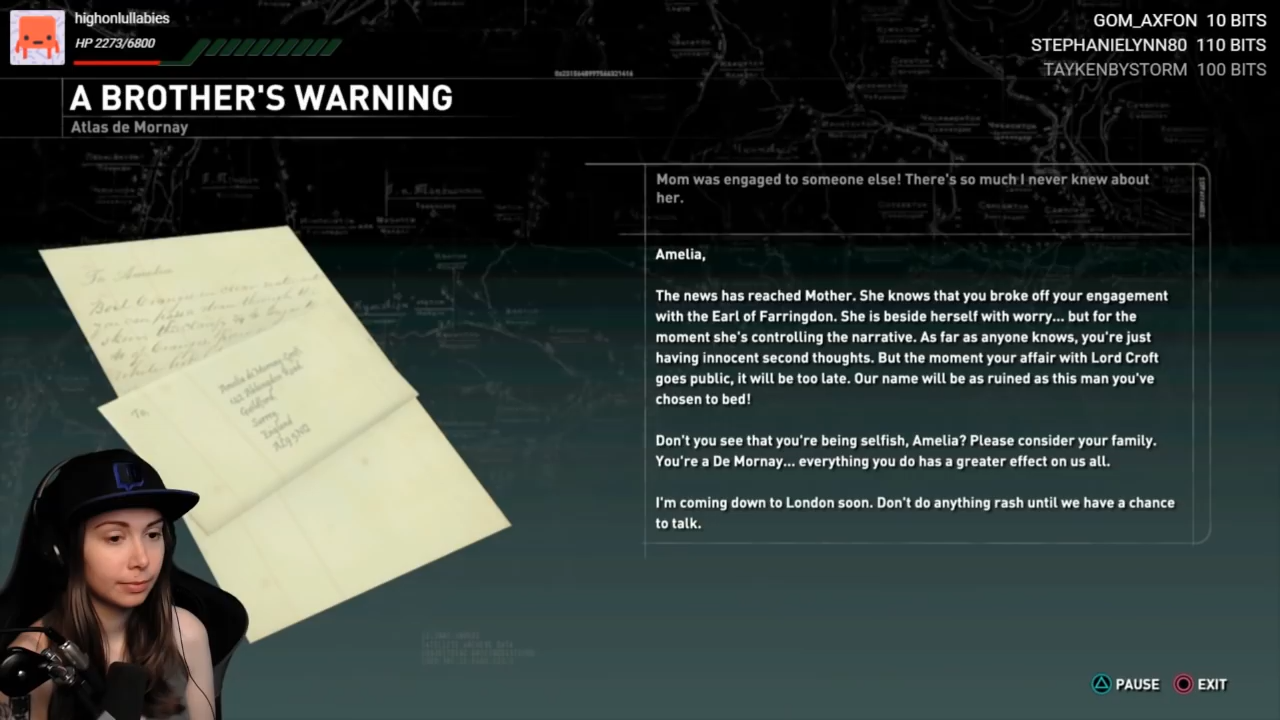 highonlullabies
HP 2273/6800
GOM_AXFON 10 BITS
STEPHANIELYNN80 110 BITS
TAYKENBYSTORM 100 BITS
A BROTHER'S WARNING
Atlas de Mornay
Mom was engaged to someone else! There's so much I never knew about
her.
Amelia,
The news has reached Mother. She knows that you broke off your engagement
with the Earl of Farringdon. She is beside herself with worry... but for the
moment she's controlling the narrative. As far as anyone knows, you're just
having innocent second thoughts. But the moment your affair with Lord Croft
goes public, it will be too late. Our name will be as ruined as this man you've
chosen to bed!
Don't you see that you're being selfish, Amelia? Please consider your family.
You're a De Mornay... everything you do has a greater effect on us all.
I'm coming down to London soon. Don't do anything rash until we have a chance
to talk.
To Amelia
To,
Surrey
England
PAUSE EXIT